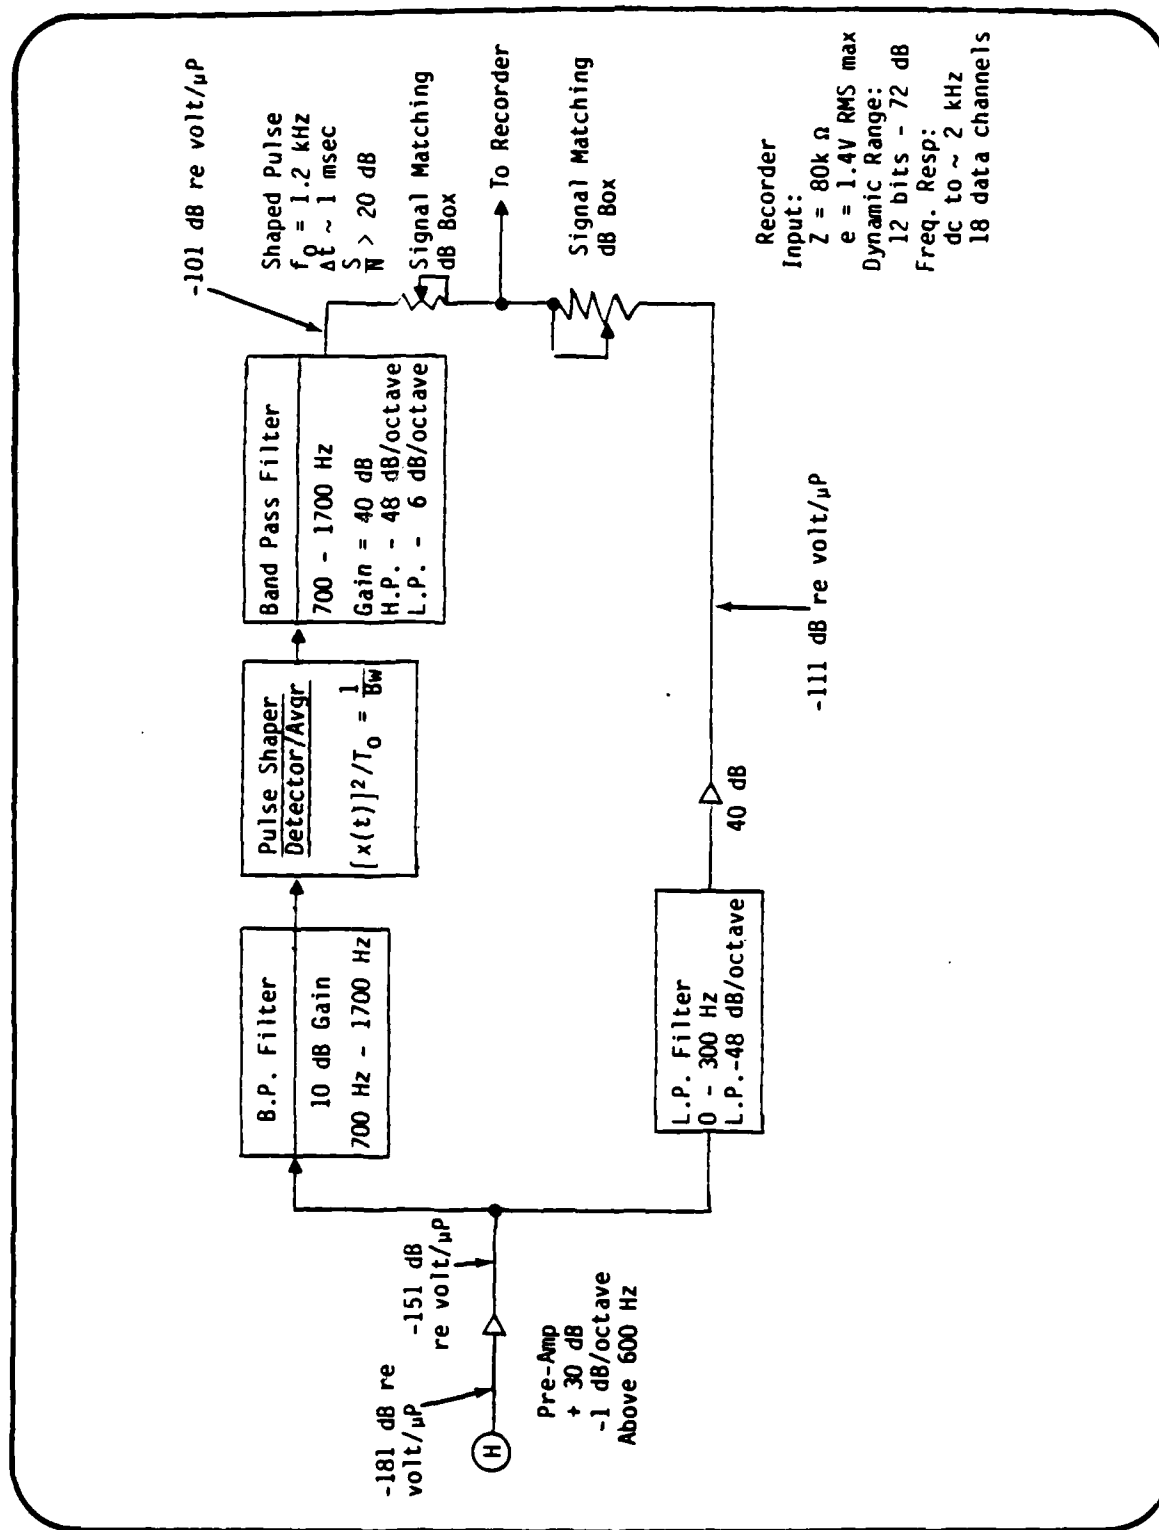 -181 dB re
volt/μP
-151 dB
re volt/μP
H
Pre-Amp
+ 30 dB
-1 dB/octave
Above 600 Hz
B.P. Filter
10 dB Gain
700 Hz - 1700 Hz
Pulse Shaper
Detector/Avgr
[x(t)]²/T₀ = 1/Bw
Band Pass Filter
700 - 1700 Hz
Gain = 40 dB
H.P. - 48 dB/octave
L.P. - 6 dB/octave
-101 dB re volt/μP
Shaped Pulse
f₀ = 1.2 kHz
Δt ~ 1 msec
S/N > 20 dB
Signal Matching
dB Box
To Recorder
Signal Matching
dB Box
L.P. Filter
0 - 300 Hz
L.P.-48 dB/octave
40 dB
-111 dB re volt/μP
Recorder
Input:
Z = 80k Ω
e = 1.4V RMS max
Dynamic Range:
12 bits - 72 dB
Freq. Resp:
dc to ~ 2 kHz
18 data channels